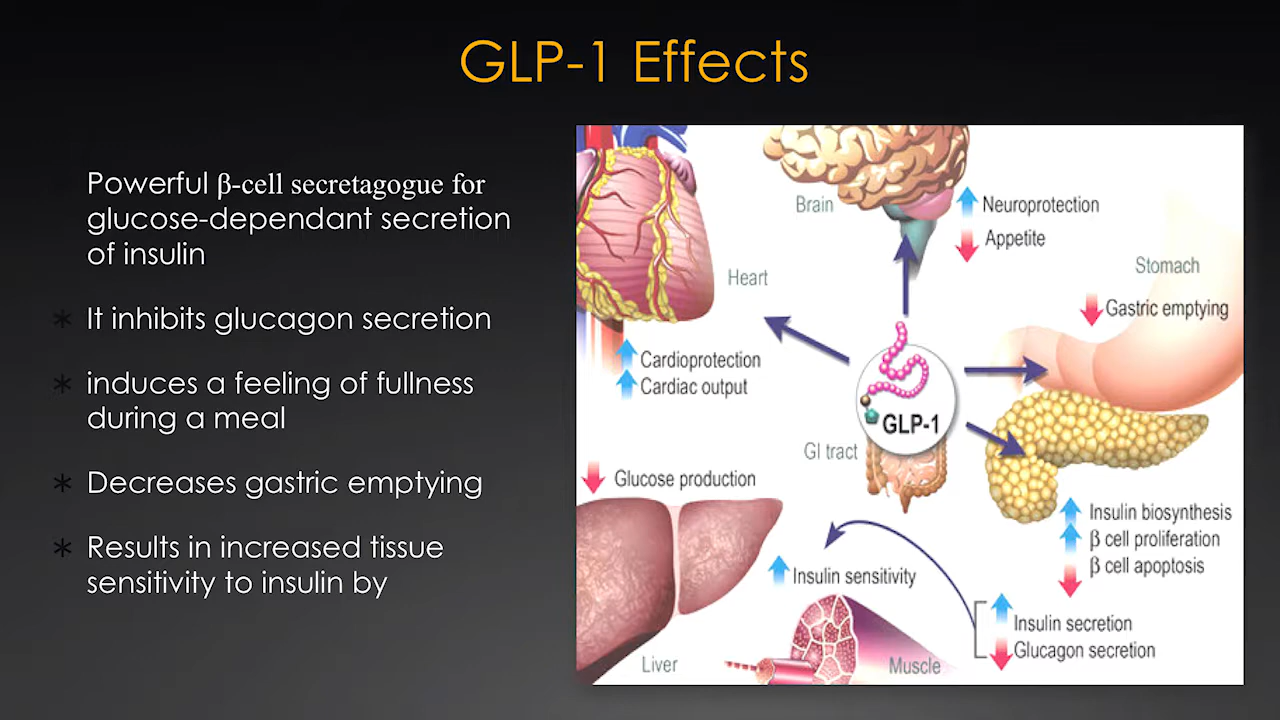 GLP-1 Effects
Powerful β-cell secretagogue for
glucose-dependant secretion
of insulin
* It inhibits glucagon secretion
* induces a feeling of fullness
during a meal
* Decreases gastric emptying
* Results in increased tissue
sensitivity to insulin by
Brain
Neuroprotection
Appetite
Heart
Stomach
Gastric emptying
Cardioprotection
Cardiac output
GLP-1
GI tract
Glucose production
Insulin biosynthesis
β cell proliferation
β cell apoptosis
Insulin sensitivity
Insulin secretion
Glucagon secretion
Liver
Muscle